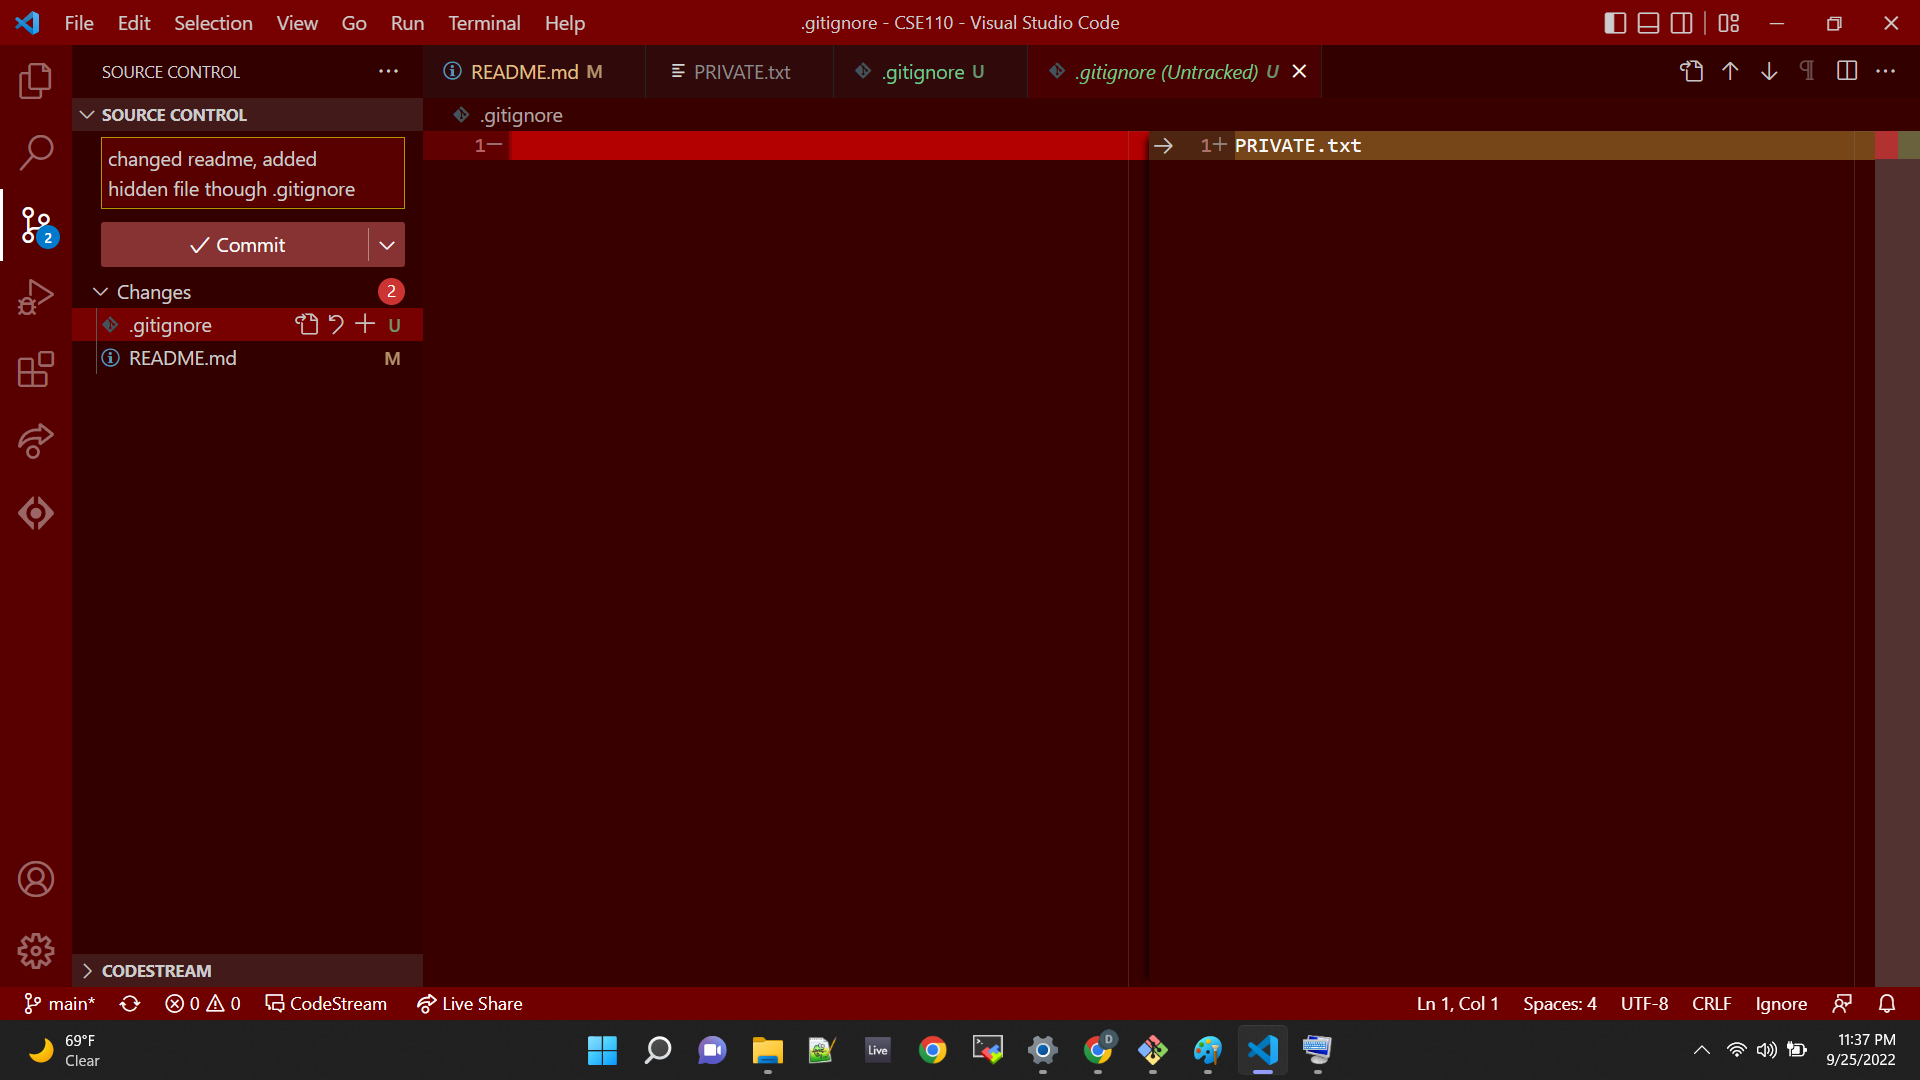 File Edit Selection View Go Run Terminal Help
.gitignore - CSE110 - Visual Studio Code
SOURCE CONTROL
README.md M
PRIVATE.txt
.gitignore U
.gitignore (Untracked) U
SOURCE CONTROL
.gitignore
changed readme, added
hidden file though .gitignore
1
1 PRIVATE.txt
2
Commit
Changes 2
.gitignore U
README.md M
CODESTREAM
main* 0 0 CodeStream Live Share
Ln 1, Col 1 Spaces: 4 UTF-8 CRLF Ignore
69°F
Clear
Live
D
11:37 PM
9/25/2022